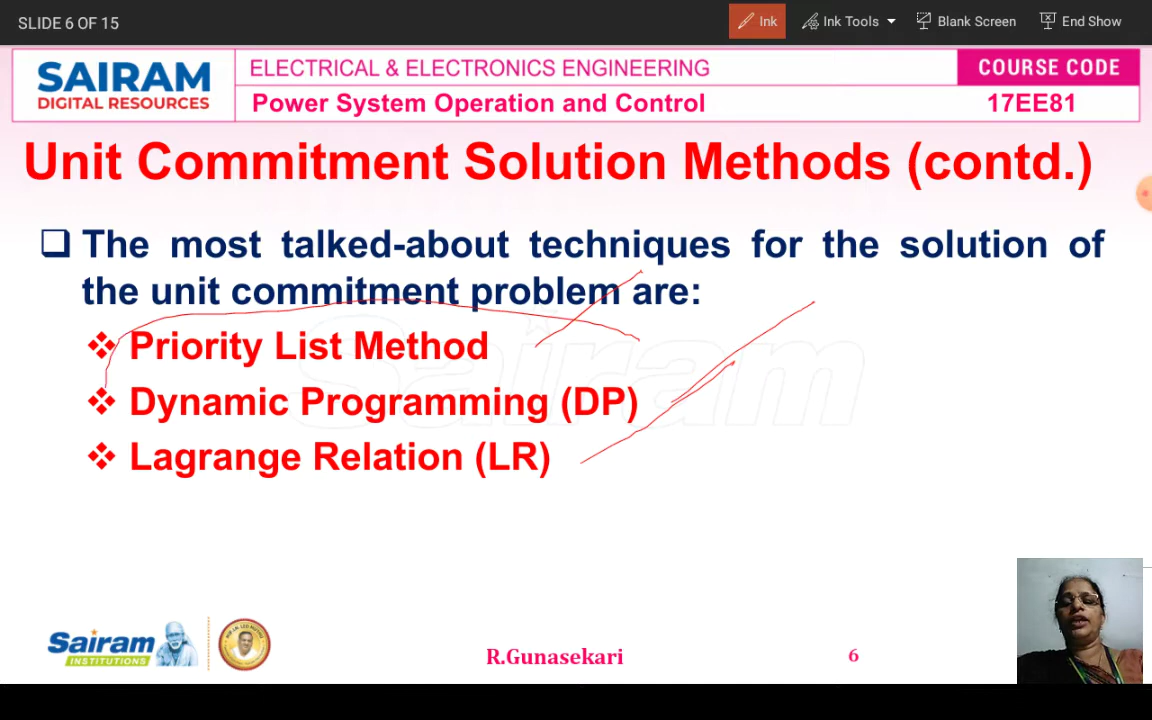 SLIDE 6 OF 15
Ink
Ink Tools
Blank Screen
End Show
SAIRAM
DIGITAL RESOURCES
ELECTRICAL & ELECTRONICS ENGINEERING
COURSE CODE
Power System Operation and Control
17EE81
Unit Commitment Solution Methods (contd.)
The most talked-about techniques for the solution of
the unit commitment problem are:
Priority List Method
Dynamic Programming (DP)
Lagrange Relation (LR)
Sairam
Sairam
INSTITUTIONS
R.Gunasekari
6